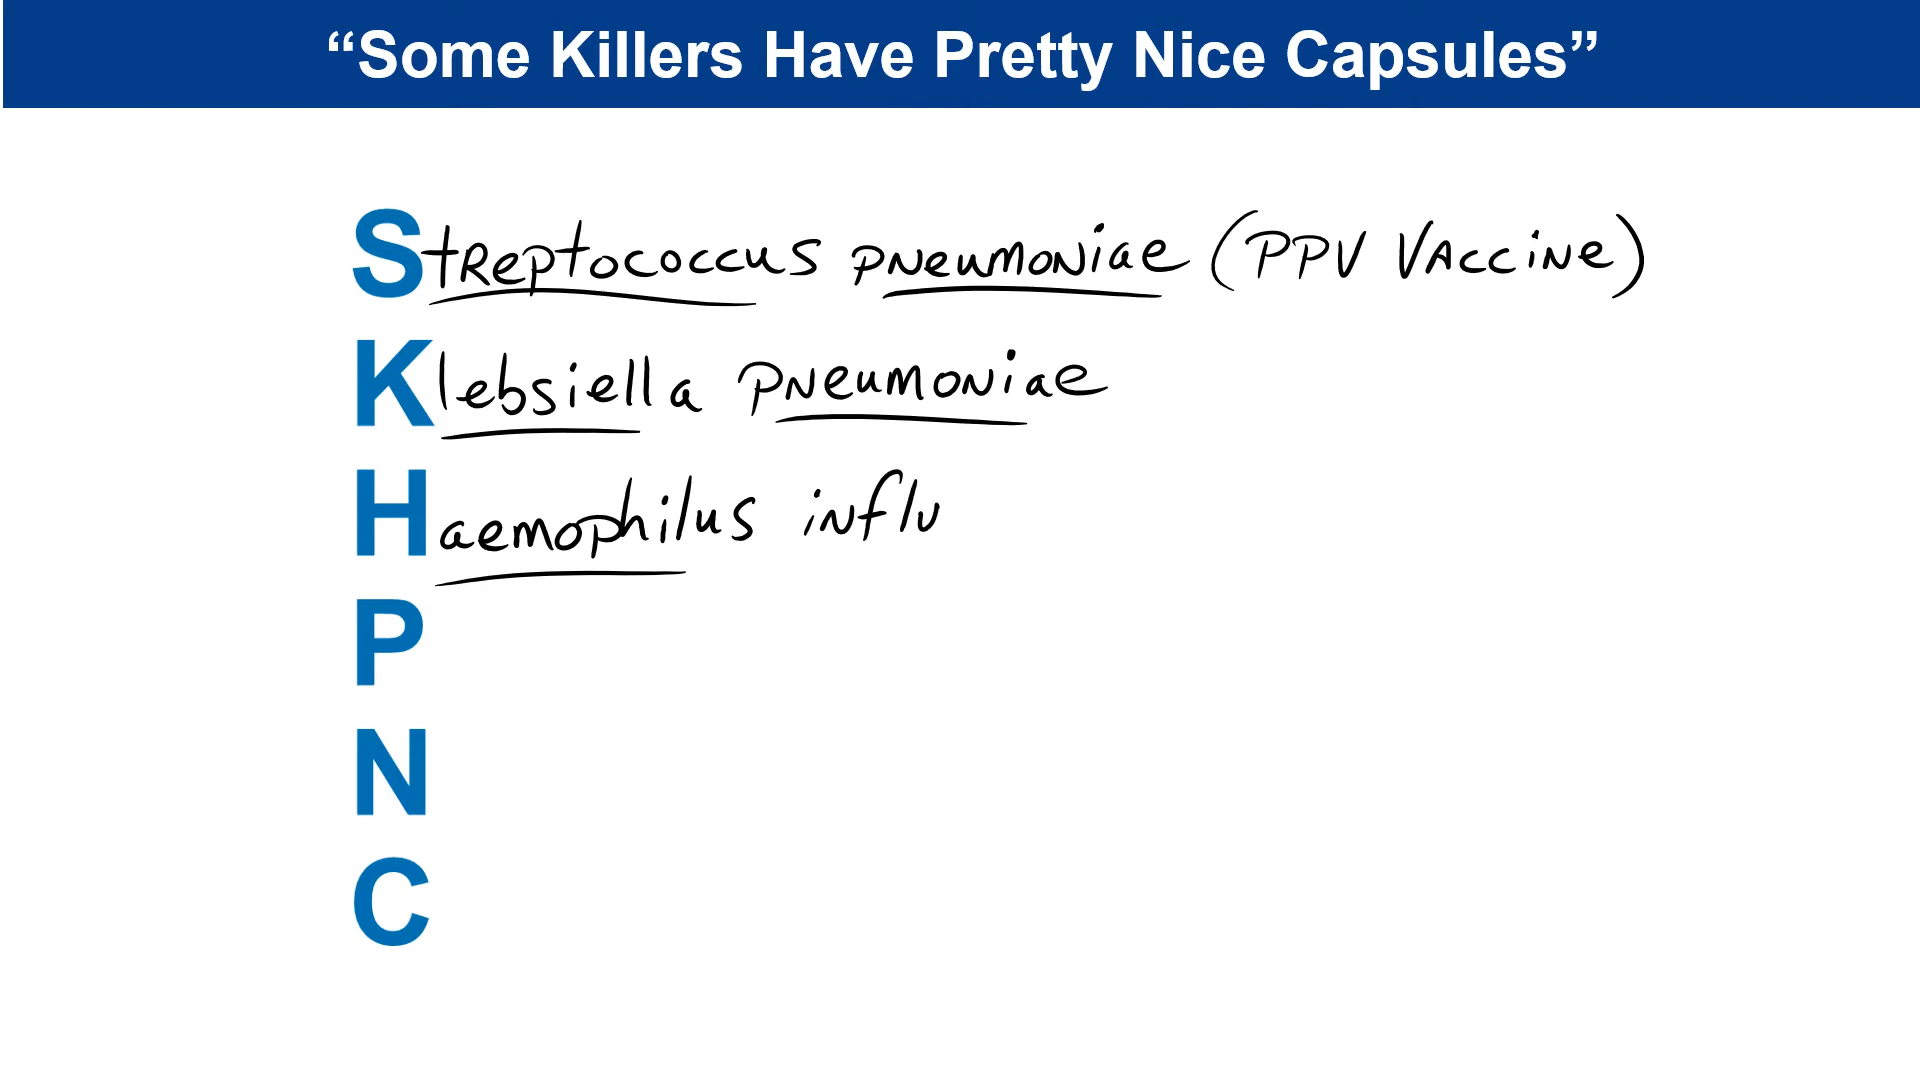 “Some Killers Have Pretty Nice Capsules”
Streptococcus pneumoniae (PPV Vaccine)
Klebsiella pneumoniae
Haemophilus influ
P
N
C